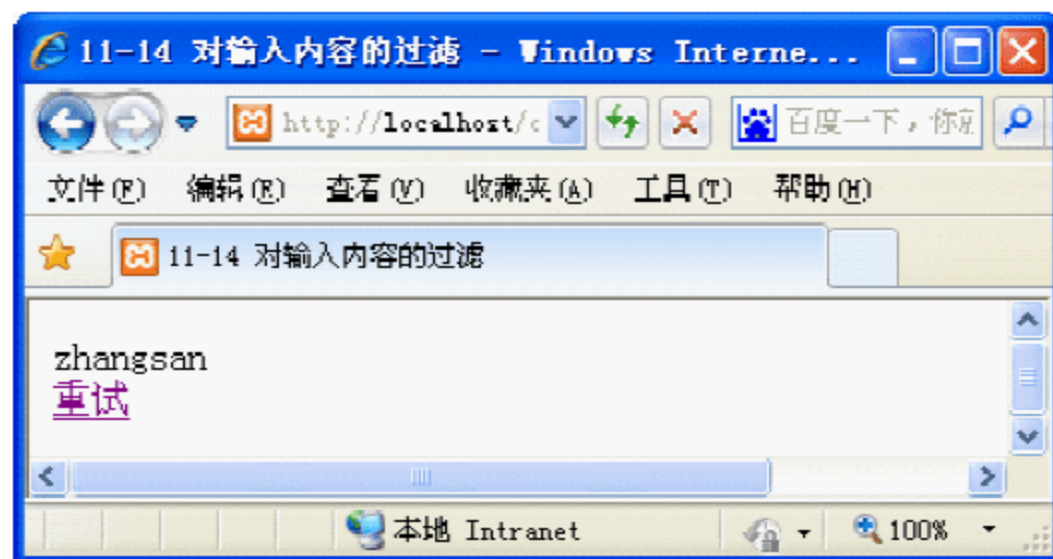 11-14 对输入内容的过滤 - Windows Interne...
http://localhost/c 百度一下，你
文件(F) 编辑(E) 查看(V) 收藏夹(A) 工具(T) 帮助(H)
11-14 对输入内容的过滤
zhangsan
重试
本地 Intranet 100%